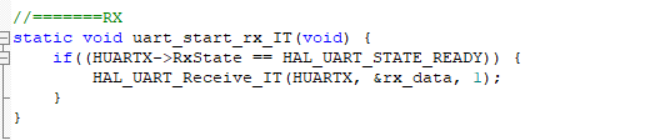 //=======RX
static void uart_start_rx_IT(void) {
    if((HUARTX->RxState == HAL_UART_STATE_READY)) {
        HAL_UART_Receive_IT(HUARTX, &rx_data, 1);
    }
}